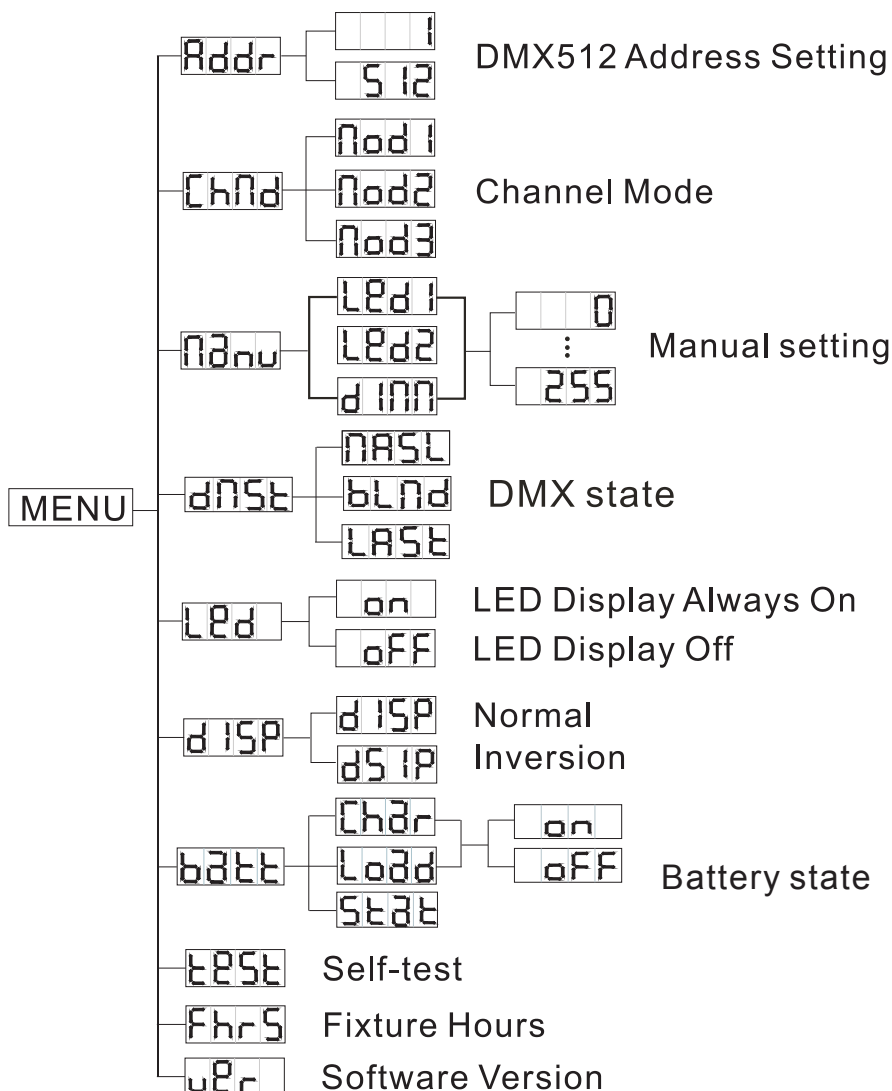 MENU
Addr
1
512
DMX512 Address Setting
ChMd
Mod1
Mod2
Mod3
Channel Mode
Manu
Led1
Led2
diMM
0
⋮
255
Manual setting
dMSt
MASL
bLMd
LASt
DMX state
Led
on
LED Display Always On
oFF
LED Display Off
diSP
diSP
Normal
dSiP
Inversion
batt
Char
Load
Stat
on
oFF
Battery state
teSt
Self-test
FhrS
Fixture Hours
ver
Software Version